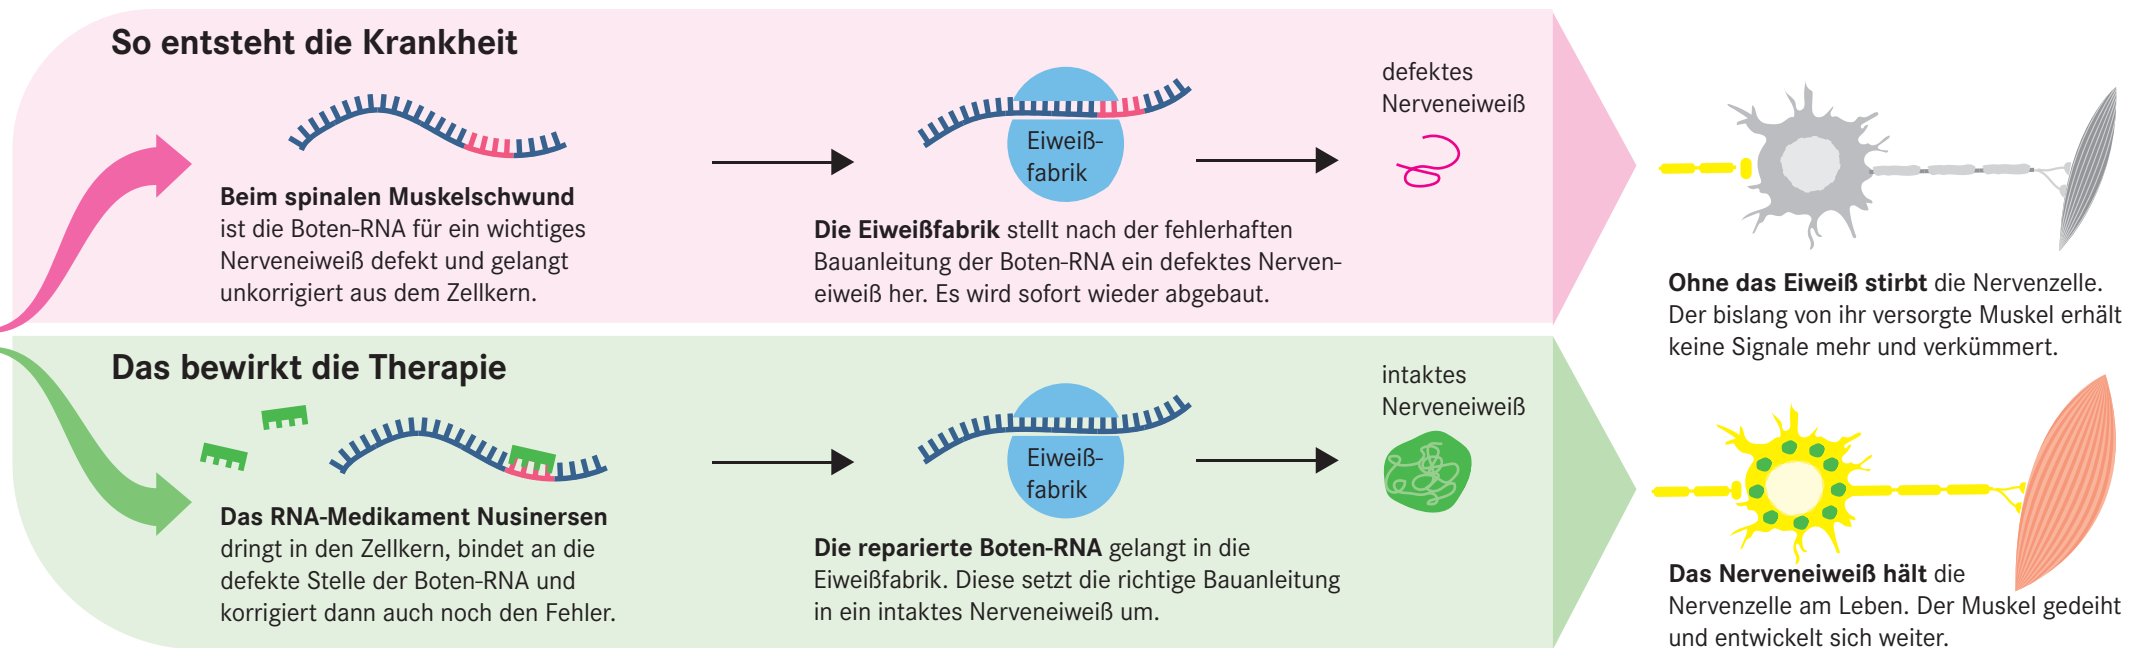 So entsteht die Krankheit
Beim spinalen Muskelschwund
ist die Boten-RNA für ein wichtiges
Nerveneiweiß defekt und gelangt
unkorrigiert aus dem Zellkern.
Eiweiß-
fabrik
Die Eiweißfabrik stellt nach der fehlerhaften
Bauanleitung der Boten-RNA ein defektes Nerven-
eiweiß her. Es wird sofort wieder abgebaut.
defektes
Nerveneiweiß
Ohne das Eiweiß stirbt die Nervenzelle.
Der bislang von ihr versorgte Muskel erhält
keine Signale mehr und verkümmert.
Das bewirkt die Therapie
Das RNA-Medikament Nusinersen
dringt in den Zellkern, bindet an die
defekte Stelle der Boten-RNA und
korrigiert dann auch noch den Fehler.
Eiweiß-
fabrik
Die reparierte Boten-RNA gelangt in die
Eiweißfabrik. Diese setzt die richtige Bauanleitung
in ein intaktes Nerveneiweiß um.
intaktes
Nerveneiweiß
Das Nerveneiweiß hält die
Nervenzelle am Leben. Der Muskel gedeiht
und entwickelt sich weiter.